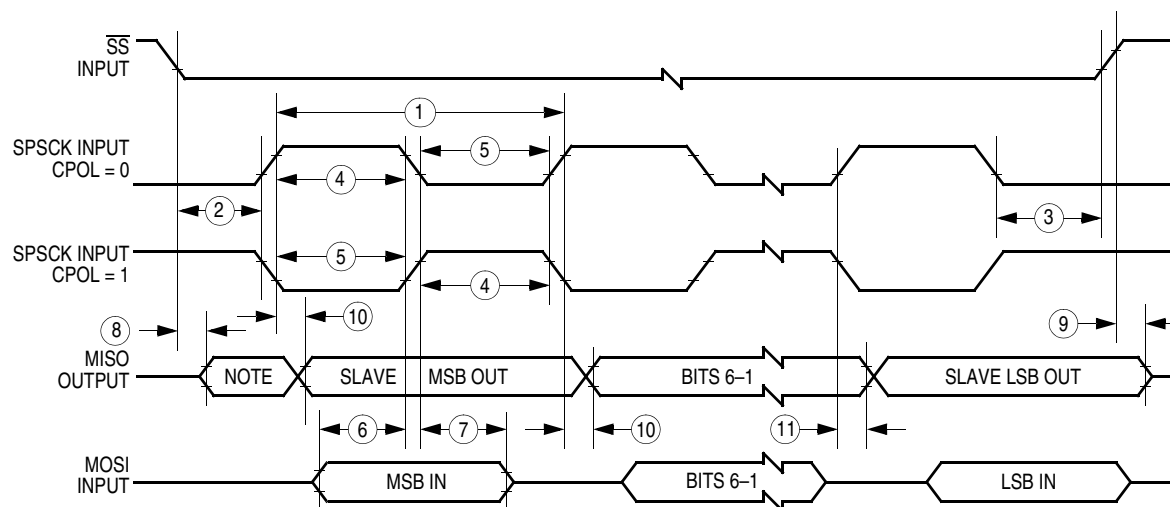 SS
INPUT
1
SPSCK INPUT
CPOL = 0
5
4
2
3
SPSCK INPUT
CPOL = 1
5
4
8
10
9
MISO
OUTPUT
NOTE
SLAVE MSB OUT
BITS 6–1
SLAVE LSB OUT
6
7
10
11
MOSI
INPUT
MSB IN
BITS 6–1
LSB IN